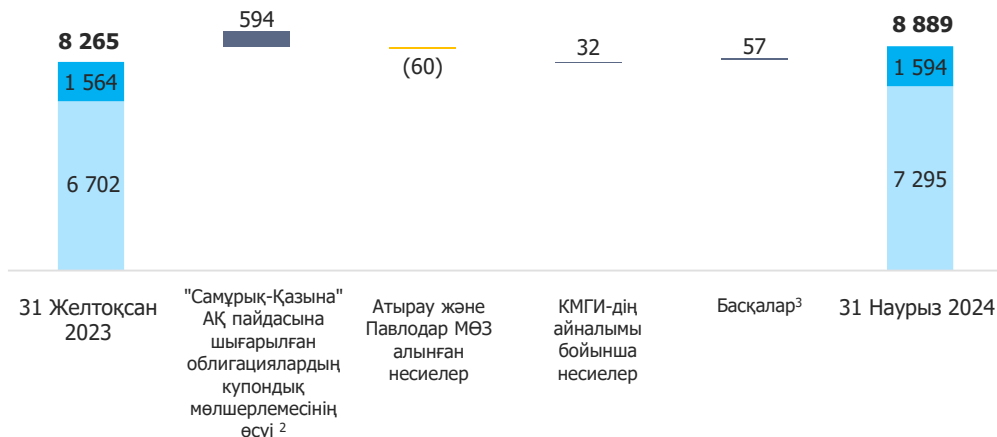 594
8 265
1 564
6 702
(60)
32
57
8 889
1 594
7 295
31 Желтоқсан
2023
"Самұрық-Қазына"
АҚ пайдасына
шығарылған
облигациялардың
купондық
мөлшерлемесінің
өсуі ²
Атырау және
Павлодар МӨЗ
алынған
несиелер
КМГИ-дің
айналымы
бойынша
несиелер
Басқалар³
31 Наурыз 2024